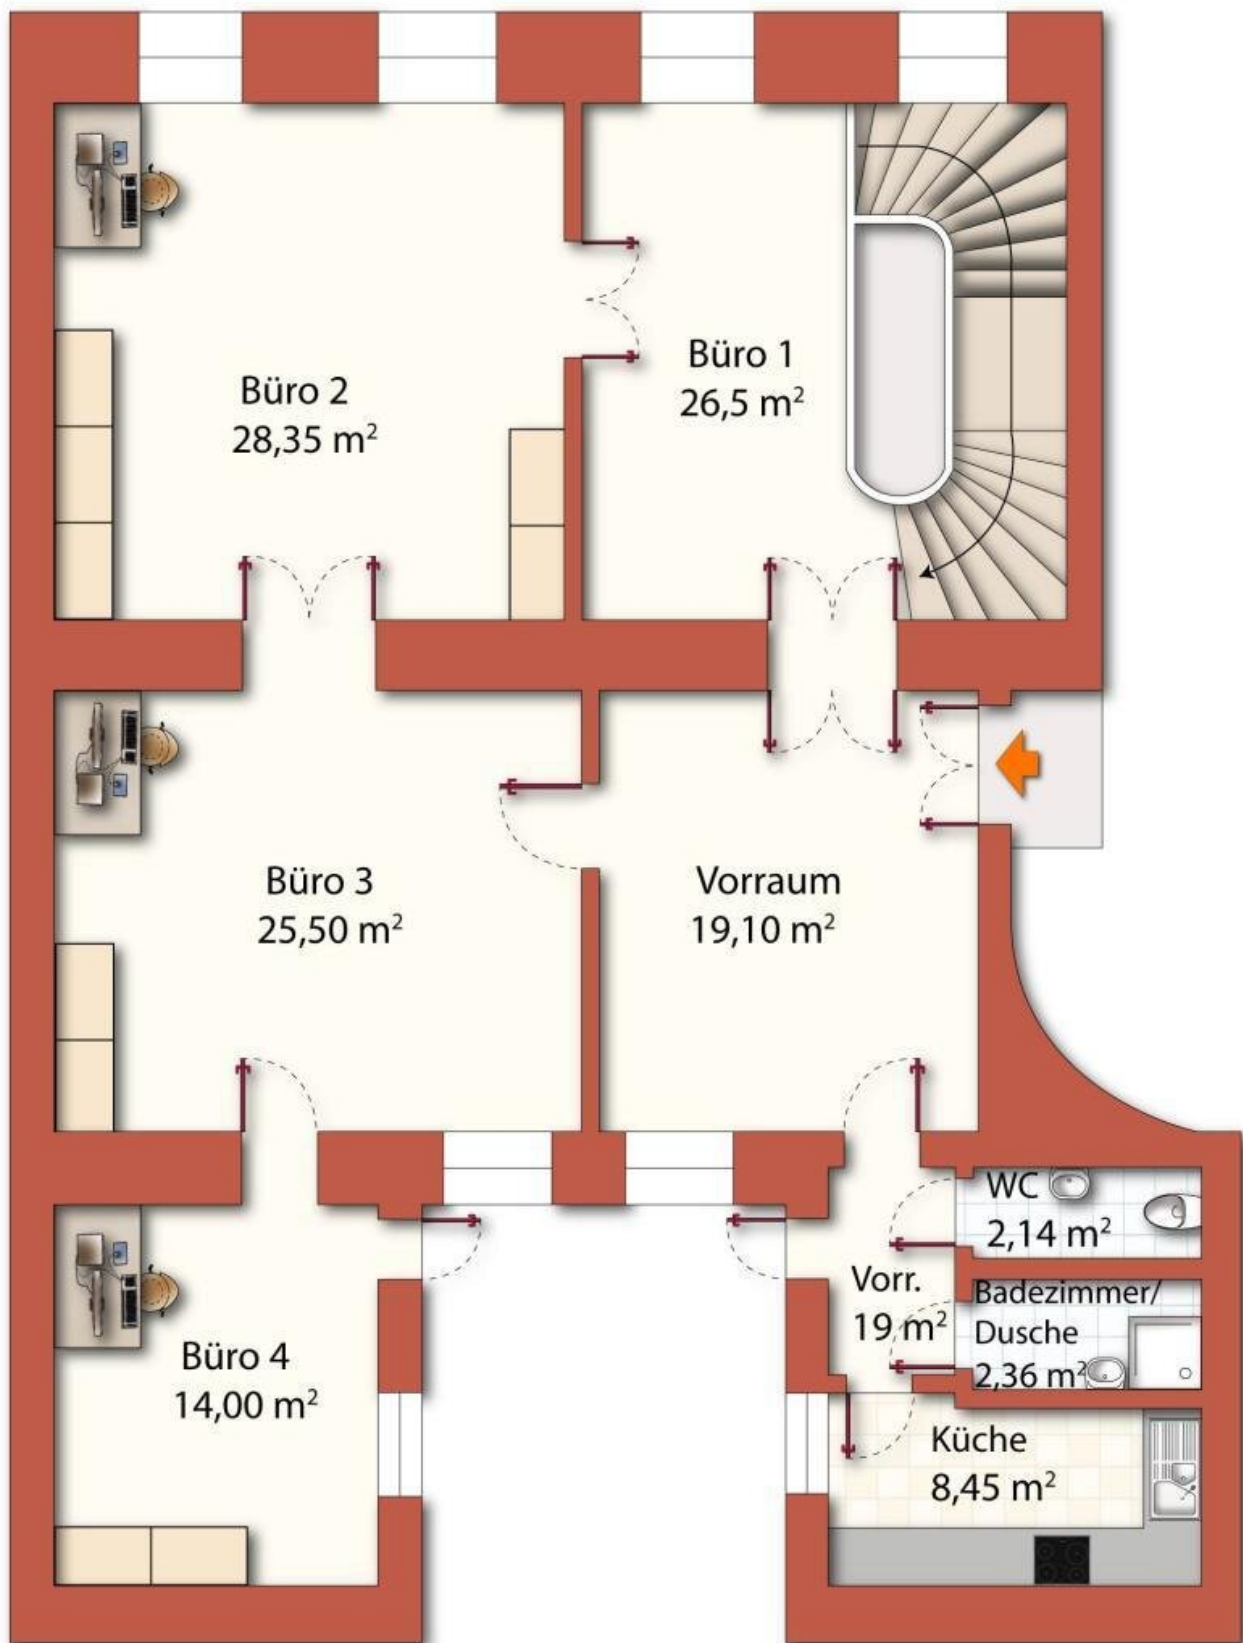 Büro 1
26,5 m²
Büro 2
28,35 m²
Büro 3
25,50 m²
Vorraum
19,10 m²
WC
2,14 m²
Vorr.
19 m²
Badezimmer/
Dusche
2,36 m²
Büro 4
14,00 m²
Küche
8,45 m²